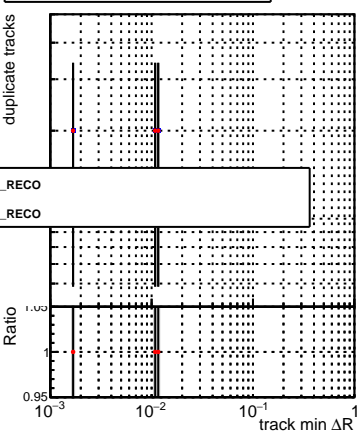 duplicate tracks
_RECO
_RECO
Ratio
1.05
1
0.95
10⁻³ 10⁻² 10⁻¹ 1
track min ΔR